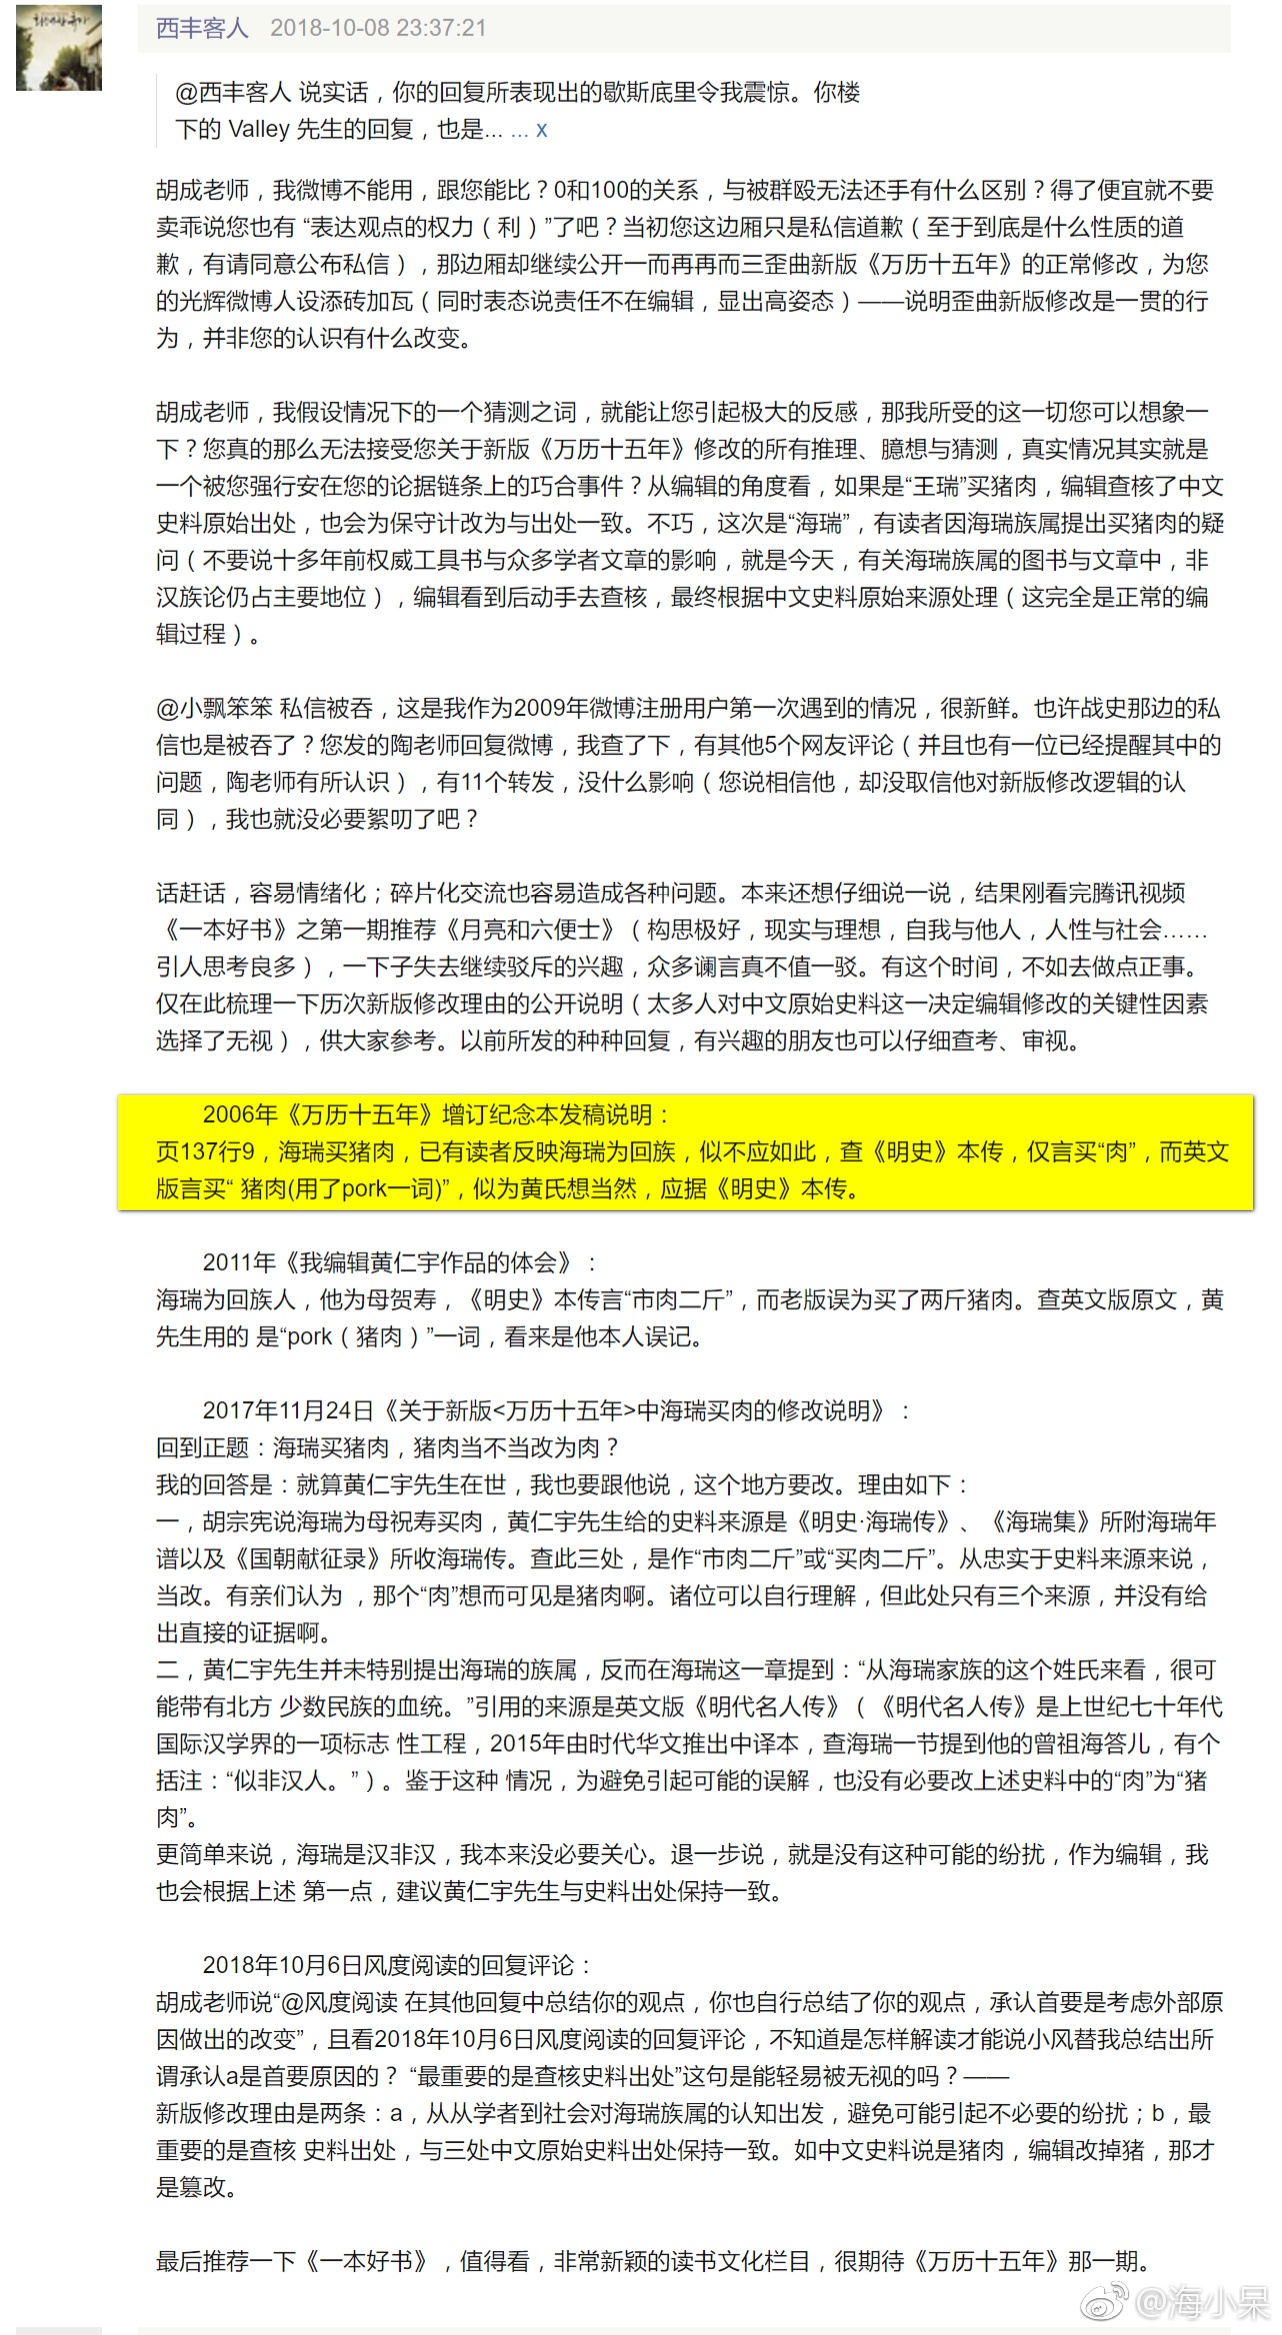 西丰客人 2018-10-08 23:37:21
@西丰客人 说实话，你的回复所表现出的歇斯底里令我震惊。你楼
下的 Valley 先生的回复，也是... ... x
胡成老师，我微博不能用，跟您能比？0和100的关系，与被群殴无法还手有什么区别？得了便宜就不要
卖乖说您也有 “表达观点的权力（利）”了吧？当初您这边厢只是私信道歉（至于到底是什么性质的道
歉，有请同意公布私信），那边厢却继续公开一而再再而三歪曲新版《万历十五年》的正常修改，为您
的光辉微博人设添砖加瓦（同时表态说责任不在编辑，显出高姿态）——说明歪曲新版修改是一贯的行
为，并非您的认识有什么改变。
胡成老师，我假设情况下的一个猜测之词，就能让您引起极大的反感，那我所受的这一切您可以想象一
下？您真的那么无法接受您关于新版《万历十五年》修改的所有推理、臆想与猜测，真实情况其实就是
一个被您强行安在您的论据链条上的巧合事件？从编辑的角度看，如果是“王瑞”买猪肉，编辑查核了中文
史料原始出处，也会为保守计改为与出处一致。不巧，这次是“海瑞”，有读者因海瑞族属提出买猪肉的疑
问（不要说十多年前权威工具书与众多学者文章的影响，就是今天，有关海瑞族属的图书与文章中，非
汉族论仍占主要地位），编辑看到后动手去查核，最终根据中文史料原始来源处理（这完全是正常的编
辑过程）。
@小飘笨笨 私信被吞，这是我作为2009年微博注册用户第一次遇到的情况，很新鲜。也许战史那边的私
信也是被吞了？您发的陶老师回复微博，我查了下，有其他5个网友评论（并且也有一位已经提醒其中的
问题，陶老师有所认识），有11个转发，没什么影响（您说相信他，却没取信他对新版修改逻辑的认
同），我也就没必要絮叨了吧？
话赶话，容易情绪化；碎片化交流也容易造成各种问题。本来还想仔细说一说，结果刚看完腾讯视频
《一本好书》之第一期推荐《月亮和六便士》（构思极好，现实与理想，自我与他人，人性与社会……
引人思考良多），一下子失去继续驳斥的兴趣，众多谰言真不值一驳。有这个时间，不如去做点正事。
仅在此梳理一下历次新版修改理由的公开说明（太多人对中文原始史料这一决定编辑修改的关键性因素
选择了无视），供大家参考。以前所发的种种回复，有兴趣的朋友也可以仔细查考、审视。
2006年《万历十五年》增订纪念本发稿说明：
页137行9，海瑞买猪肉，已有读者反映海瑞为回族，似不应如此，查《明史》本传，仅言买“肉”，而英文
版言买“ 猪肉(用了pork一词)”，似为黄氏想当然，应据《明史》本传。
2011年《我编辑黄仁宇作品的体会》：
海瑞为回族人，他为母贺寿，《明史》本传言“市肉二斤”，而老版误为买了两斤猪肉。查英文版原文，黄
先生用的 是“pork（猪肉）”一词，看来是他本人误记。
2017年11月24日《关于新版<万历十五年>中海瑞买肉的修改说明》：
回到正题：海瑞买猪肉，猪肉当不当改为肉？
我的回答是：就算黄仁宇先生在世，我也要跟他说，这个地方要改。理由如下：
一，胡宗宪说海瑞为母祝寿买肉，黄仁宇先生给的史料来源是《明史·海瑞传》、《海瑞集》所附海瑞年
谱以及《国朝献征录》所收海瑞传。查此三处，是作“市肉二斤”或“买肉二斤”。从忠实于史料来源来说，
当改。有亲们认为 ，那个“肉”想而可见是猪肉啊。诸位可以自行理解，但此处只有三个来源，并没有给
出直接的证据啊。
二，黄仁宇先生并未特别提出海瑞的族属，反而在海瑞这一章提到：“从海瑞家族的这个姓氏来看，很可
能带有北方 少数民族的血统。”引用的来源是英文版《明代名人传》（《明代名人传》是上世纪七十年代
国际汉学界的一项标志 性工程，2015年由时代华文推出中译本，查海瑞一节提到他的曾祖海答儿，有个
括注：“似非汉人。”）。鉴于这种 情况，为避免引起可能的误解，也没有必要改上述史料中的“肉”为“猪
肉”。
更简单来说，海瑞是汉非汉，我本来没必要关心。退一步说，就是没有这种可能的纷扰，作为编辑，我
也会根据上述 第一点，建议黄仁宇先生与史料出处保持一致。
2018年10月6日风度阅读的回复评论：
胡成老师说“@风度阅读 在其他回复中总结你的观点，你也自行总结了你的观点，承认首要是考虑外部原
因做出的改变”，且看2018年10月6日风度阅读的回复评论，不知道是怎样解读才能说小风替我总结出所
谓承认a是首要原因的？ “最重要的是查核史料出处”这句是能轻易被无视的吗？——
新版修改理由是两条：a，从从学者到社会对海瑞族属的认知出发，避免可能引起不必要的纷扰；b，最
重要的是查核 史料出处，与三处中文原始史料出处保持一致。如中文史料说是猪肉，编辑改掉猪，那才
是篡改。
最后推荐一下《一本好书》，值得看，非常新颖的读书文化栏目，很期待《万历十五年》那一期。
@海小呆